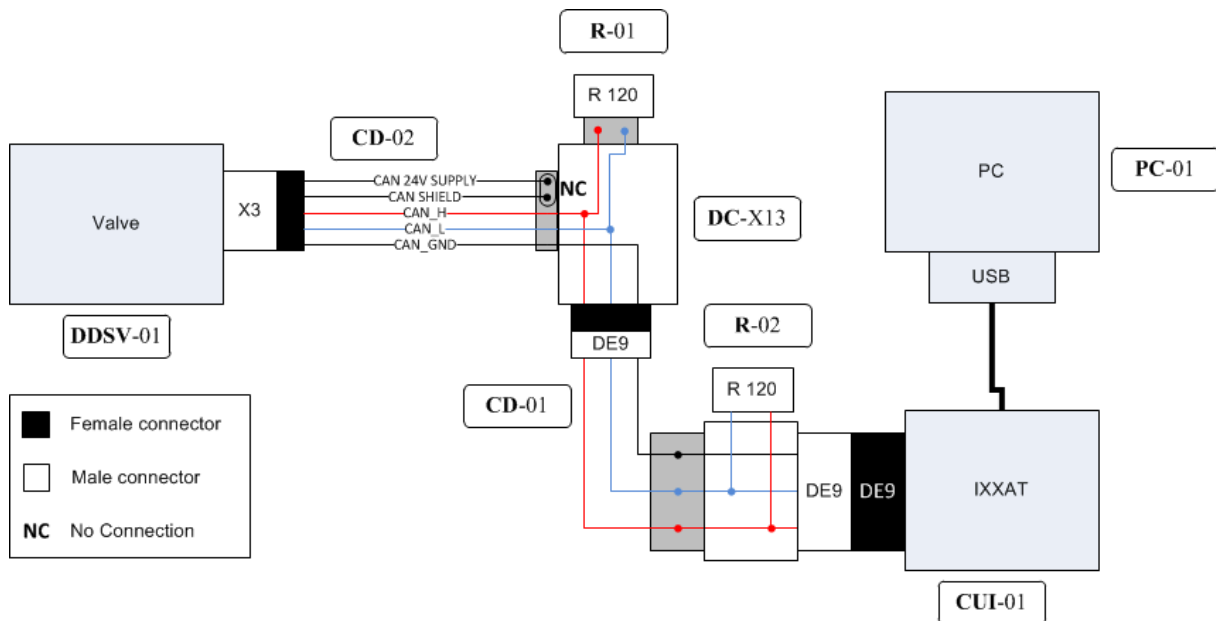 R-01
R 120
CD-02
Valve
X3
CAN 24V SUPPLY
CAN SHIELD
CAN_H
CAN_L
CAN_GND
NC
DC-X13
PC
PC-01
USB
DDSV-01
DE9
R-02
R 120
CD-01
DE9
DE9
IXXAT
CUI-01
Female connector
Male connector
NC No Connection